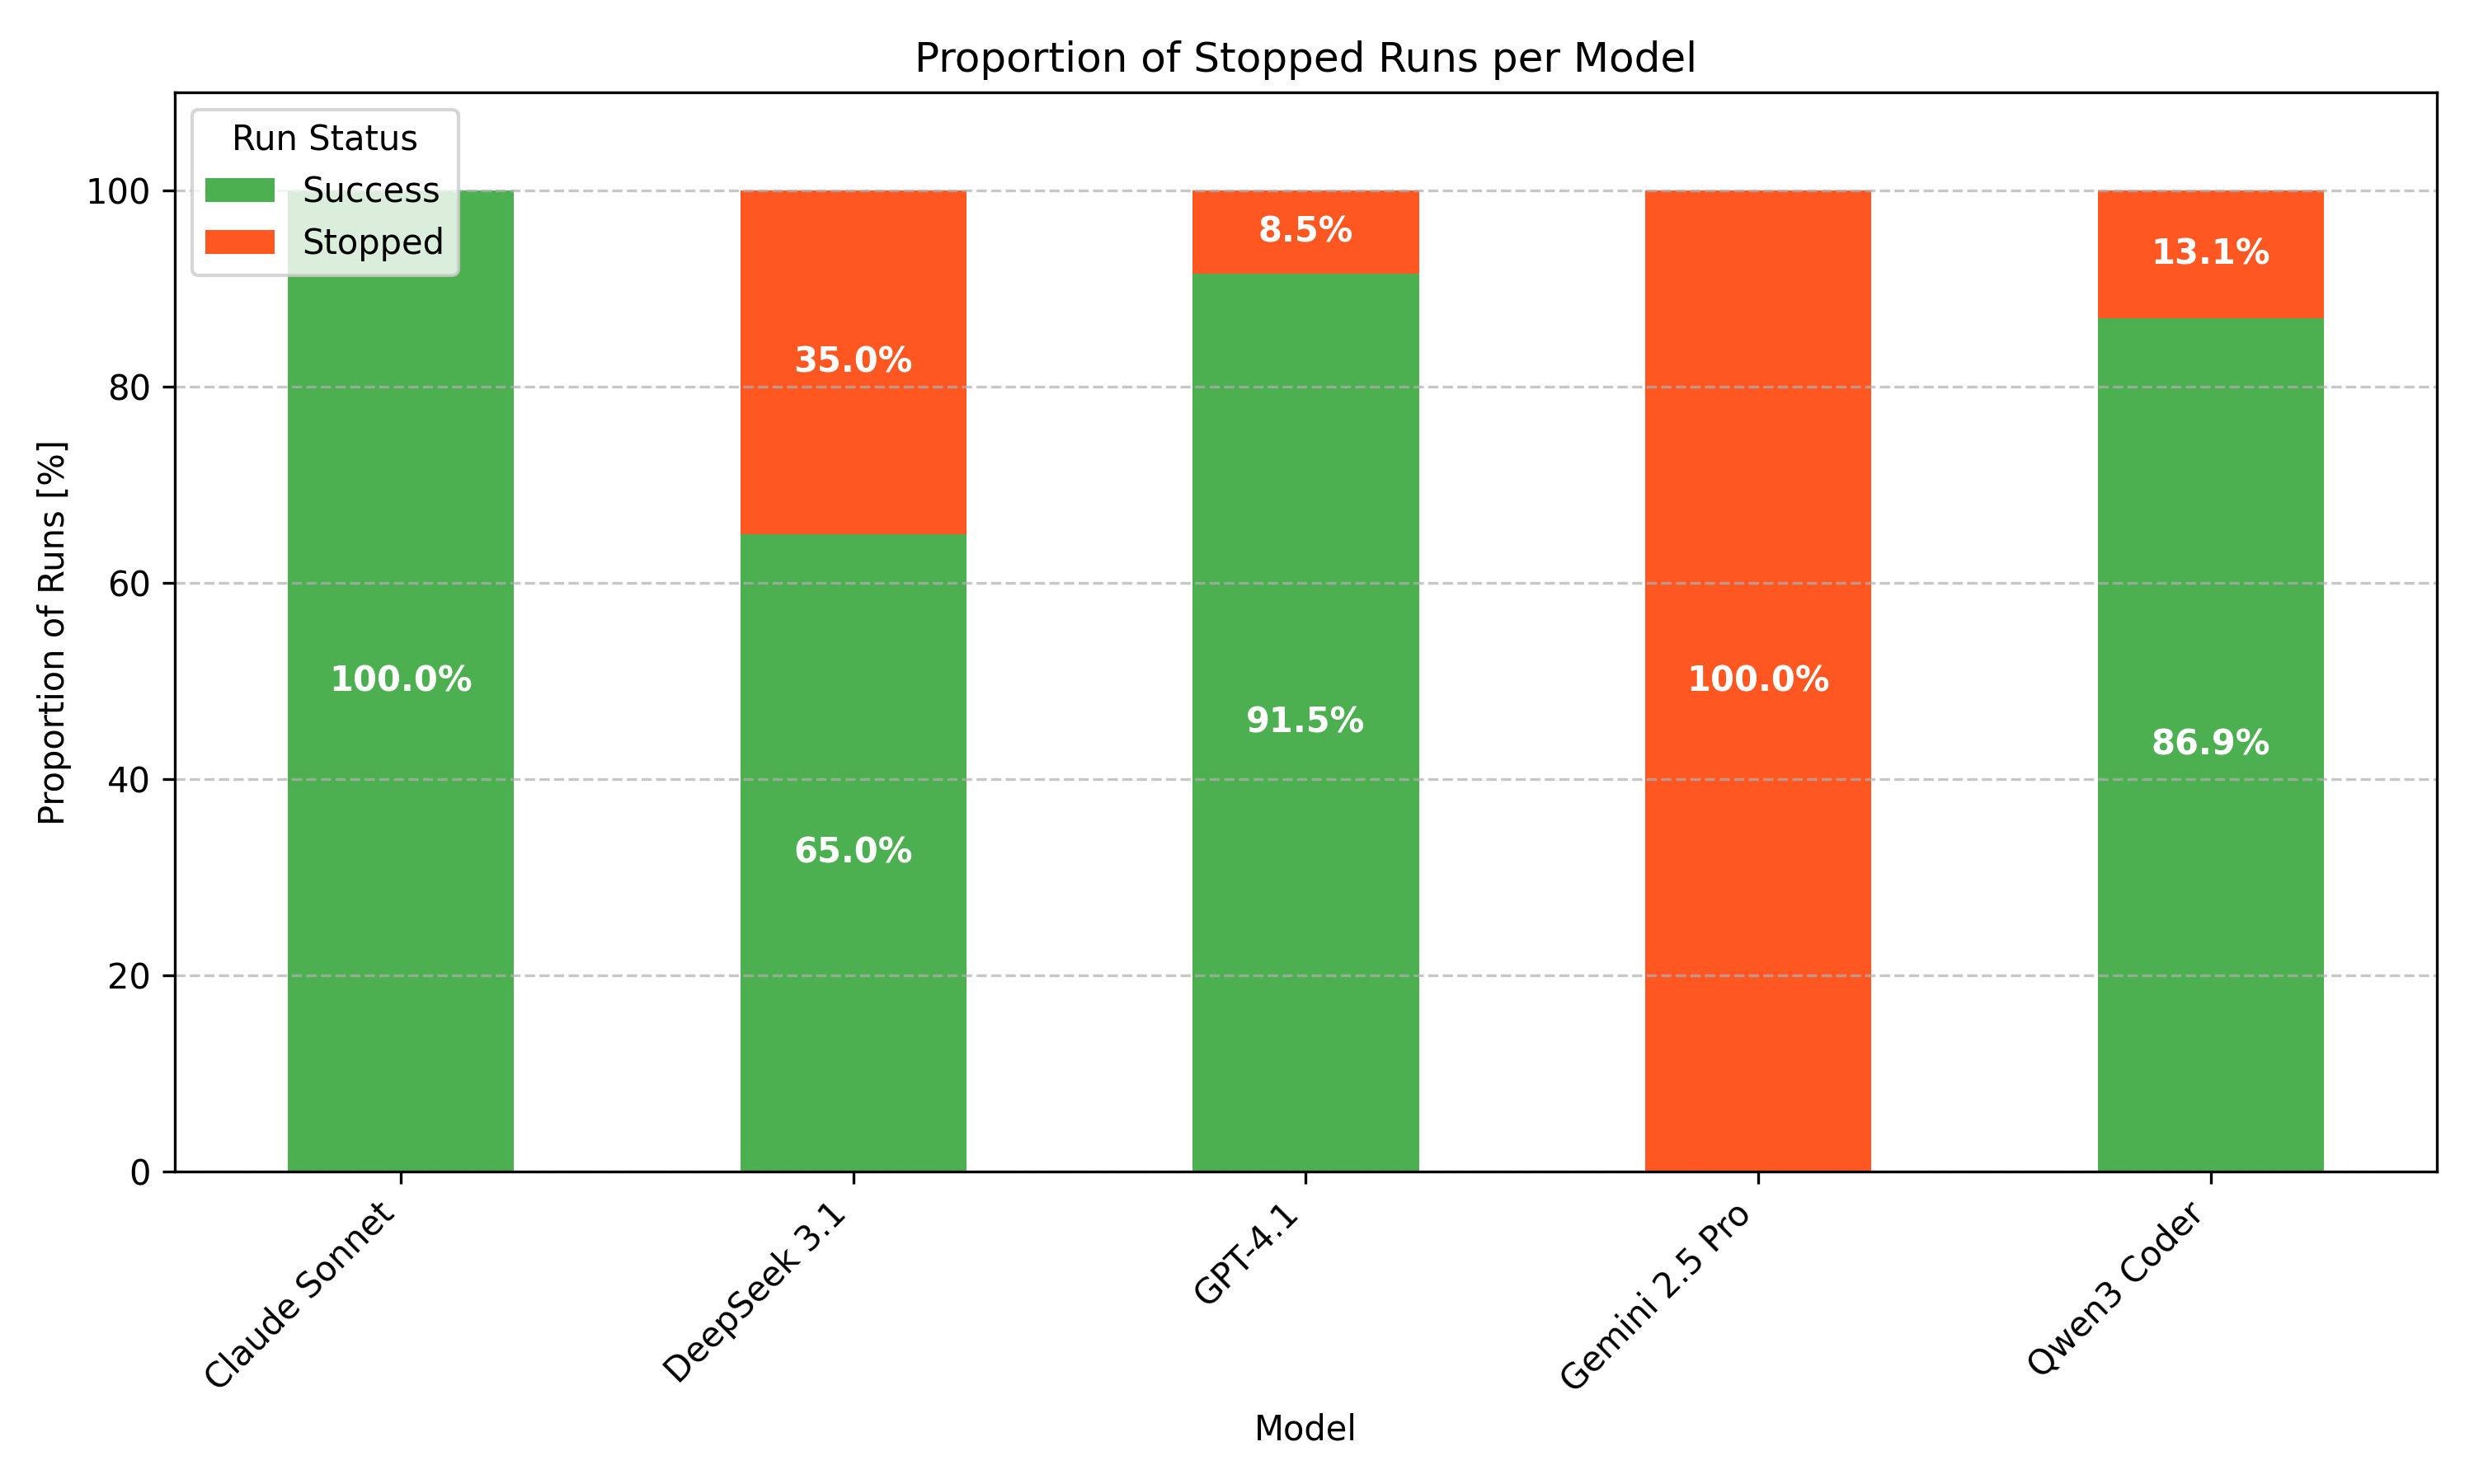 Proportion of Stopped Runs per Model
Run Status
Success
Stopped
Proportion of Runs [%]
100
80
60
40
20
0
100.0%
35.0%
65.0%
8.5%
91.5%
100.0%
13.1%
86.9%
Claude Sonnet
DeepSeek 3.1
GPT-4.1
Gemini 2.5 Pro
Qwen3 Coder
Model